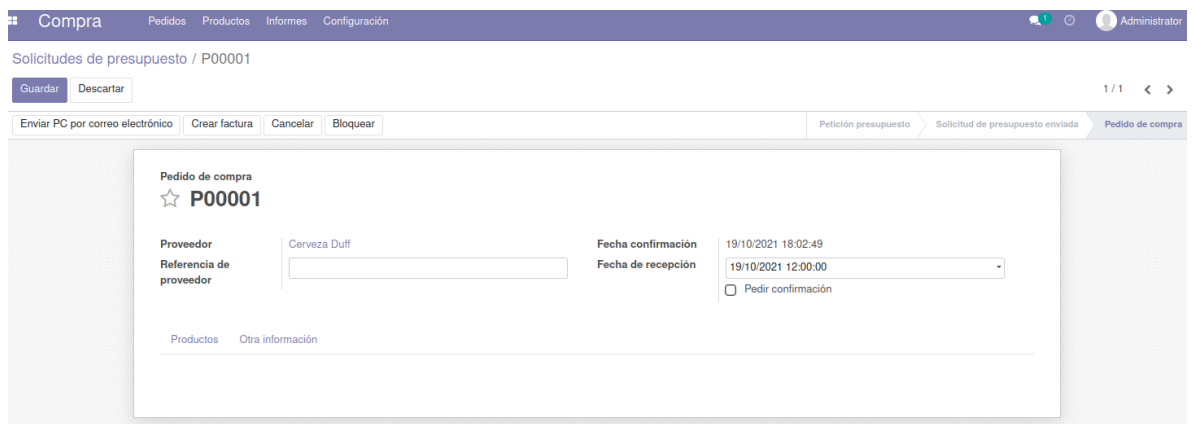 Compra Pedidos Productos Informes Configuración 1 Administrator
Solicitudes de presupuesto / P00001
Guardar Descartar 1 / 1
Enviar PC por correo electrónico Crear factura Cancelar Bloquear Petición presupuesto Solicitud de presupuesto enviada Pedido de compra
Pedido de compra
P00001
Proveedor Cerveza Duff Fecha confirmación 19/10/2021 18:02:49
Referencia de proveedor Fecha de recepción 19/10/2021 12:00:00
Pedir confirmación
Productos Otra información